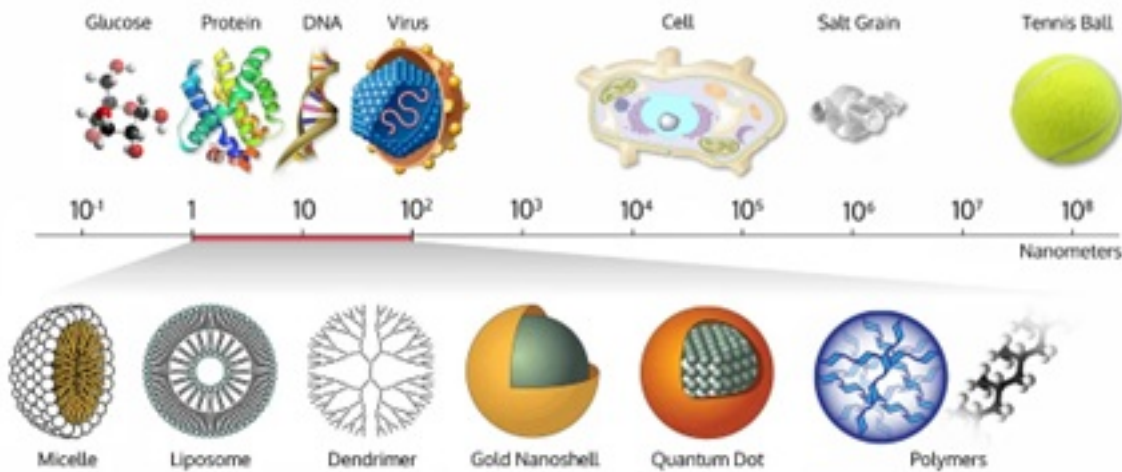 Glucose Protein DNA Virus Cell Salt Grain Tennis Ball
10⁻¹ 1 10 10² 10³ 10⁴ 10⁵ 10⁶ 10⁷ 10⁸
Nanometers
Micelle Liposome Dendrimer Gold Nanoshell Quantum Dot Polymers